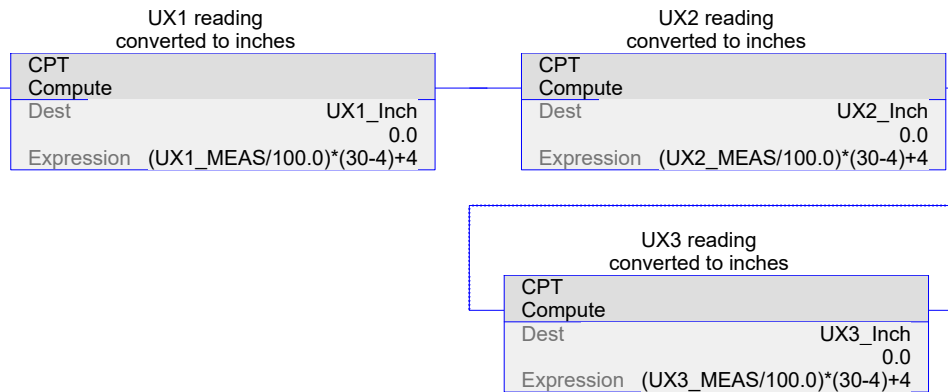 UX1 reading
converted to inches
CPT
Compute
Dest UX1_Inch
0.0
Expression (UX1_MEAS/100.0)*(30-4)+4
UX2 reading
converted to inches
CPT
Compute
Dest UX2_Inch
0.0
Expression (UX2_MEAS/100.0)*(30-4)+4
UX3 reading
converted to inches
CPT
Compute
Dest UX3_Inch
0.0
Expression (UX3_MEAS/100.0)*(30-4)+4